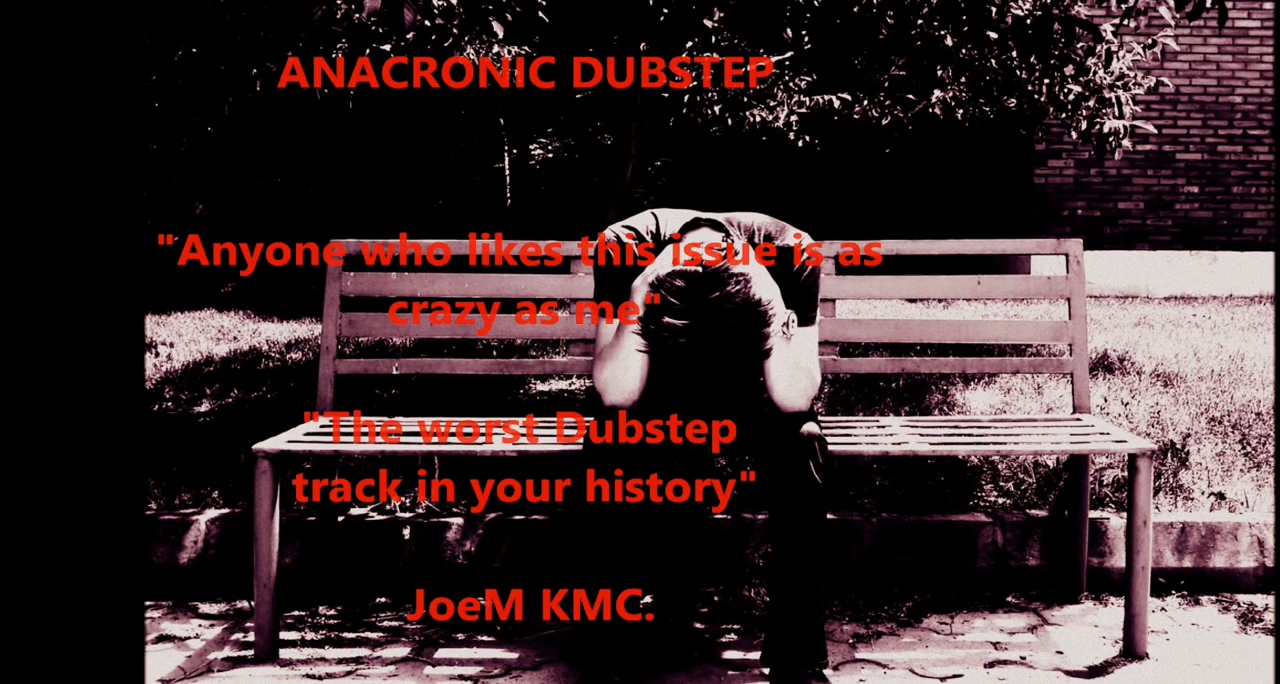 ANACRONIC DUBSTEP
"Anyone who likes this issue is as
crazy as me"
"The worst Dubstep
track in your history"
JoeM KMC.